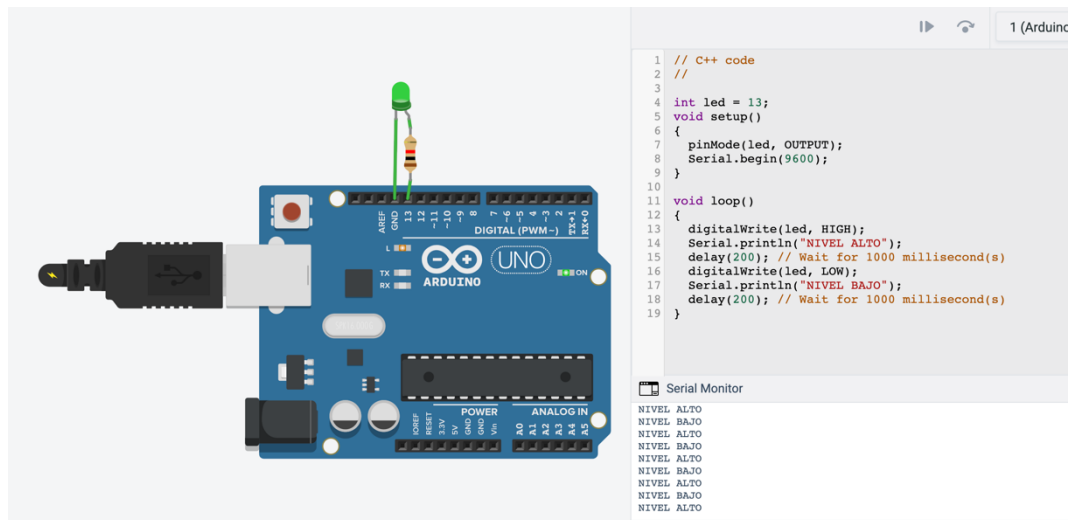 1 (Arduino
1 // C++ code
2 //
3
4 int led = 13;
5 void setup()
6 {
7 pinMode(led, OUTPUT);
8 Serial.begin(9600);
9 }
10
11 void loop()
12 {
13 digitalWrite(led, HIGH);
14 Serial.println("NIVEL ALTO");
15 delay(200); // Wait for 1000 millisecond(s)
16 digitalWrite(led, LOW);
17 Serial.println("NIVEL BAJO");
18 delay(200); // Wait for 1000 millisecond(s)
19 }
AREF
GND
13
12
~11
~10
~9
8
7
~6
~5
4
~3
2
TX→1
RX←0
DIGITAL (PWM~)
L
TX
RX
UNO
ARDUINO
ON
POWER
ANALOG IN
IOREF
RESET
3.3V
5V
GND
GND
Vin
A0
A1
A2
A3
A4
A5
Serial Monitor
NIVEL ALTO
NIVEL BAJO
NIVEL ALTO
NIVEL BAJO
NIVEL ALTO
NIVEL BAJO
NIVEL ALTO
NIVEL BAJO
NIVEL ALTO